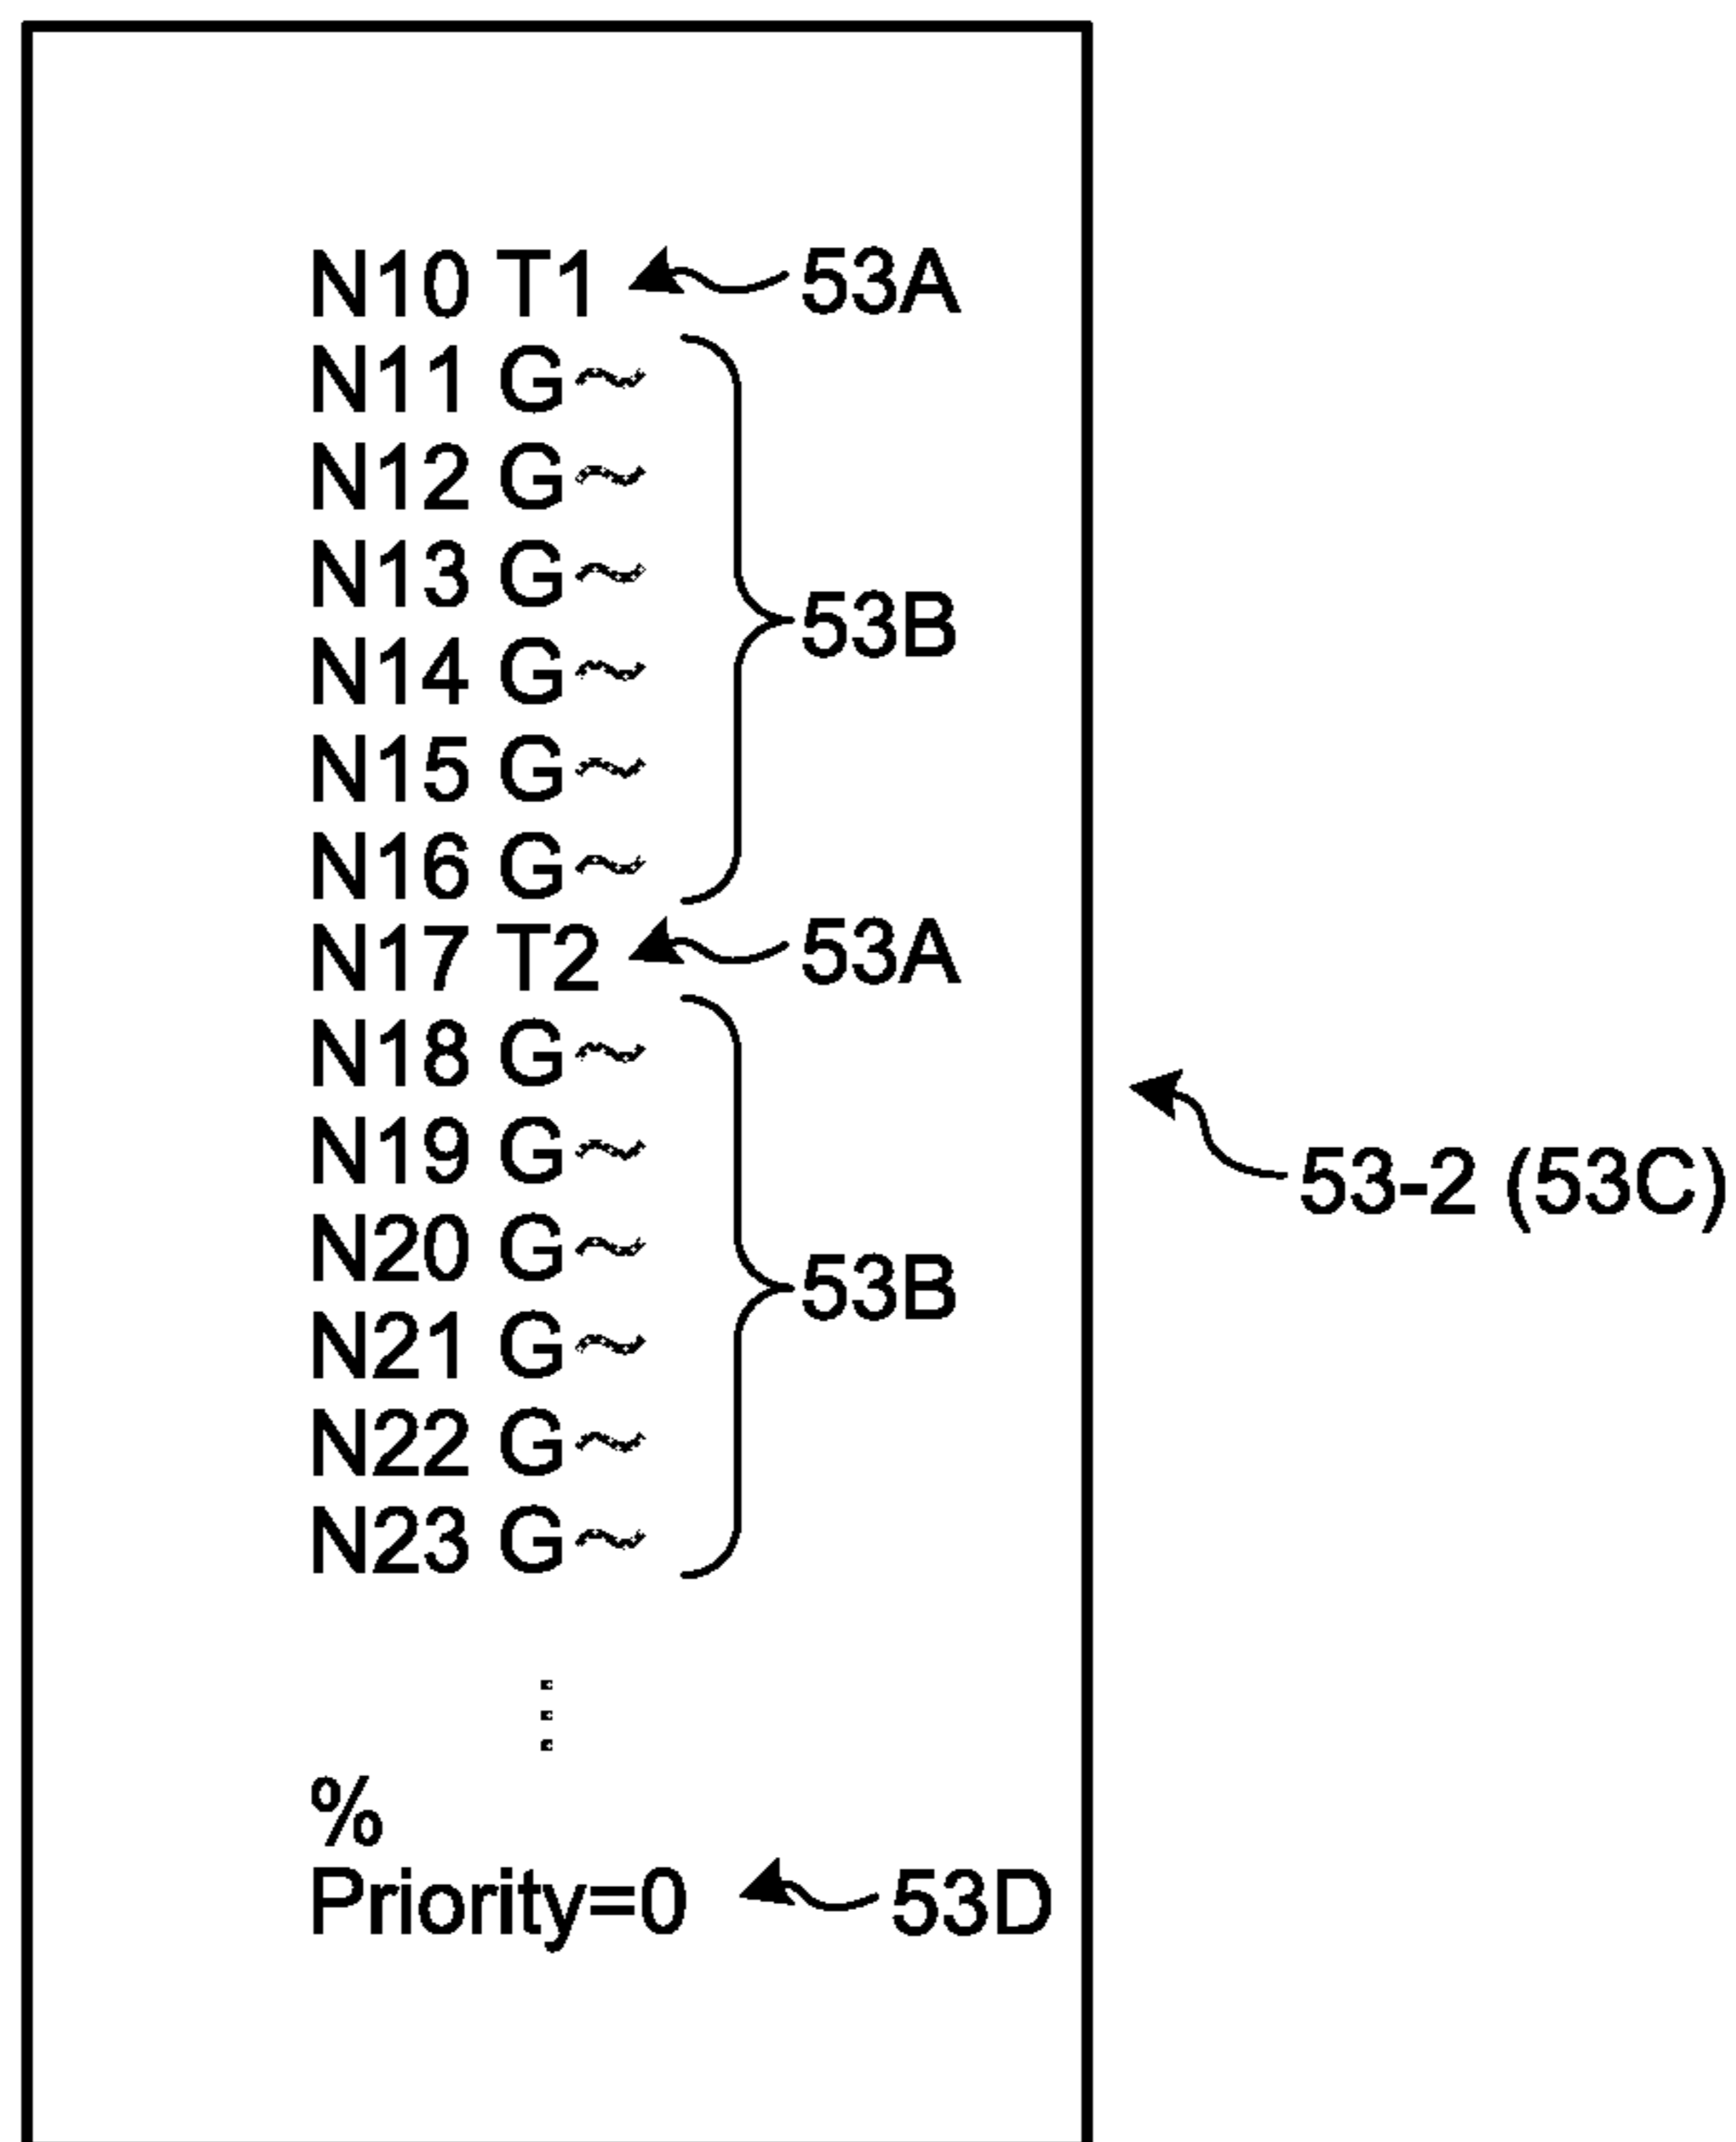 N10 T1 53A
N11 G~
N12 G~
N13 G~
N14 G~
53B
N15 G~
N16 G~
N17 T2 53A
N18 G~
N19 G~
53-2 (53C)
N20 G~
53B
N21 G~
N22 G~
N23 G~
⋮
%
Priority=0 53D